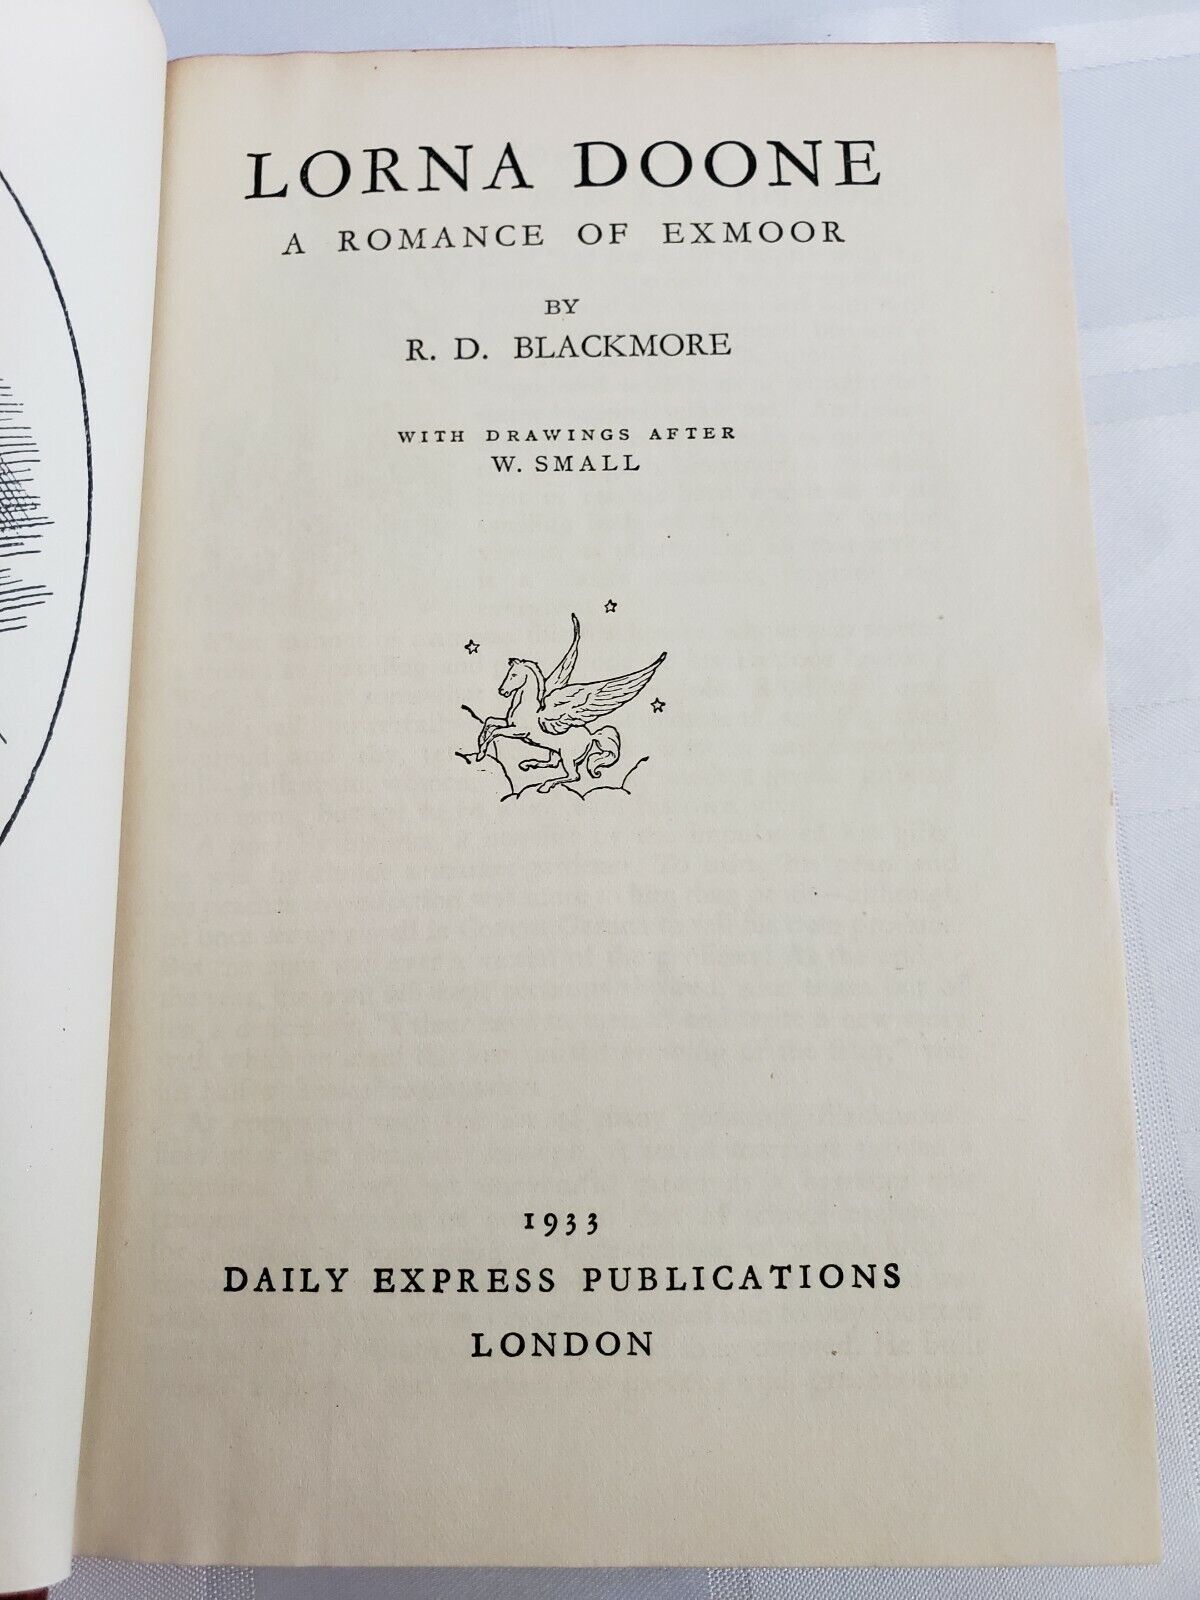 LORNA DOONE
A ROMANCE OF EXMOOR
BY
R. D. BLACKMORE
WITH DRAWINGS AFTER
W. SMALL
1933
DAILY EXPRESS PUBLICATIONS
LONDON